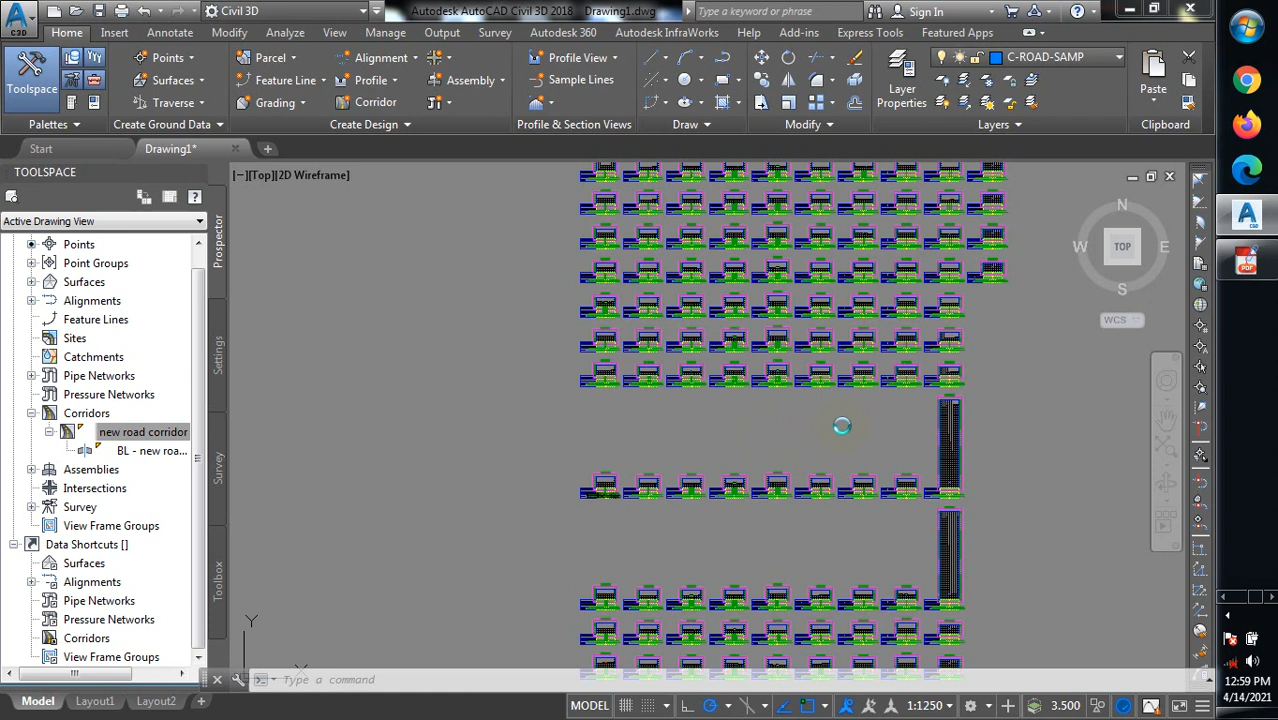 Civil 3D
Autodesk AutoCAD Civil 3D 2018 Drawing1.dwg
Type a keyword or phrase
Sign In
C3D
Home Insert Annotate Modify Analyze View Manage Output Survey Autodesk 360 Autodesk InfraWorks Help Add-ins Express Tools Featured Apps
Points Parcel Alignment Profile View C-ROAD-SAMP
Surfaces Feature Line Profile Assembly Sample Lines
Toolspace Layer Properties Paste
Traverse Grading Corridor
Palettes Create Ground Data Create Design Profile & Section Views Draw Modify Layers Clipboard
Start Drawing1*
TOOLSPACE
[−][Top][2D Wireframe]
Active Drawing View
Points
Point Groups
Surfaces
Alignments
Feature Lines
Sites
Catchments
Pipe Networks
Pressure Networks
Corridors
new road corridor
BL - new roa...
Assemblies
Intersections
Survey
View Frame Groups
Data Shortcuts []
Surfaces
Alignments
Pipe Networks
Pressure Networks
Corridors
View Frame Groups
Prospector
Settings
Survey
Toolbox
N
W TOP E
S
WCS
Type a command
Model Layout1 Layout2
MODEL 1:1250 3.500
PDF
12:59 PM
4/14/2021